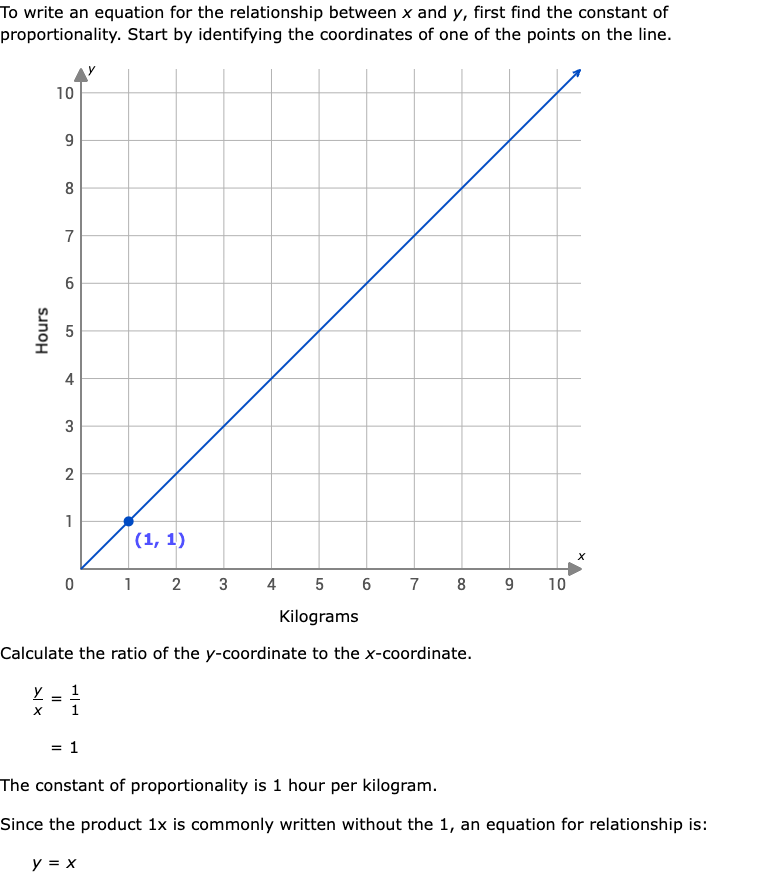 To write an equation for the relationship between x and y, first find the constant of
proportionality. Start by identifying the coordinates of one of the points on the line.
y
10
9
8
7
6
5
4
3
2
1
Hours
(1, 1)
x
0 1 2 3 4 5 6 7 8 9 10
Kilograms
Calculate the ratio of the y-coordinate to the x-coordinate.
y/x = 1/1
= 1
The constant of proportionality is 1 hour per kilogram.
Since the product 1x is commonly written without the 1, an equation for relationship is:
y = x